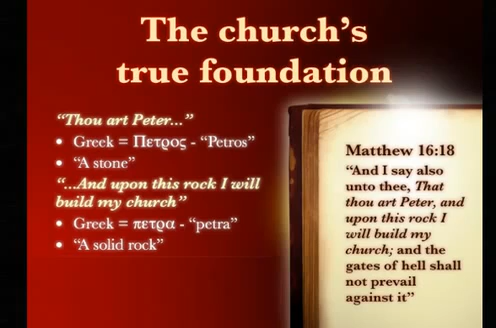 The church’s
true foundation
“Thou art Peter...”
• Greek = Πετρος - “Petros”
• “A stone”
“...And upon this rock I will
build my church”
• Greek = πετρα - “petra”
• “A solid rock”
Matthew 16:18
“And I say also
unto thee, That
thou art Peter, and
upon this rock I
will build my
church; and the
gates of hell shall
not prevail
against it”